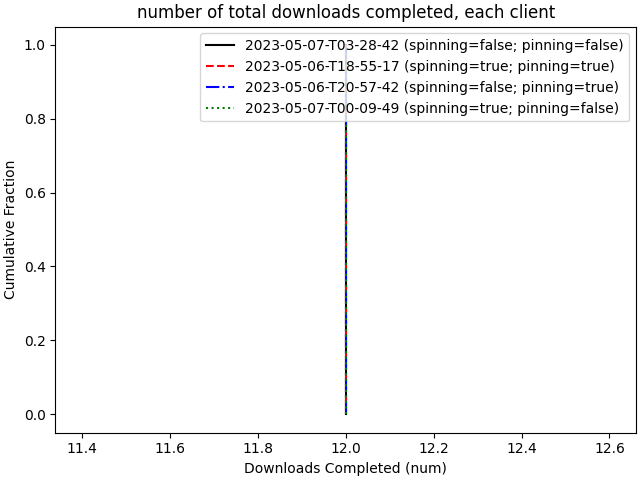 number of total downloads completed, each client
1.0
0.8
0.6
0.4
0.2
0.0
Cumulative Fraction
2023-05-07-T03-28-42 (spinning=false; pinning=false)
2023-05-06-T18-55-17 (spinning=true; pinning=true)
2023-05-06-T20-57-42 (spinning=false; pinning=true)
2023-05-07-T00-09-49 (spinning=true; pinning=false)
11.4 11.6 11.8 12.0 12.2 12.4 12.6
Downloads Completed (num)